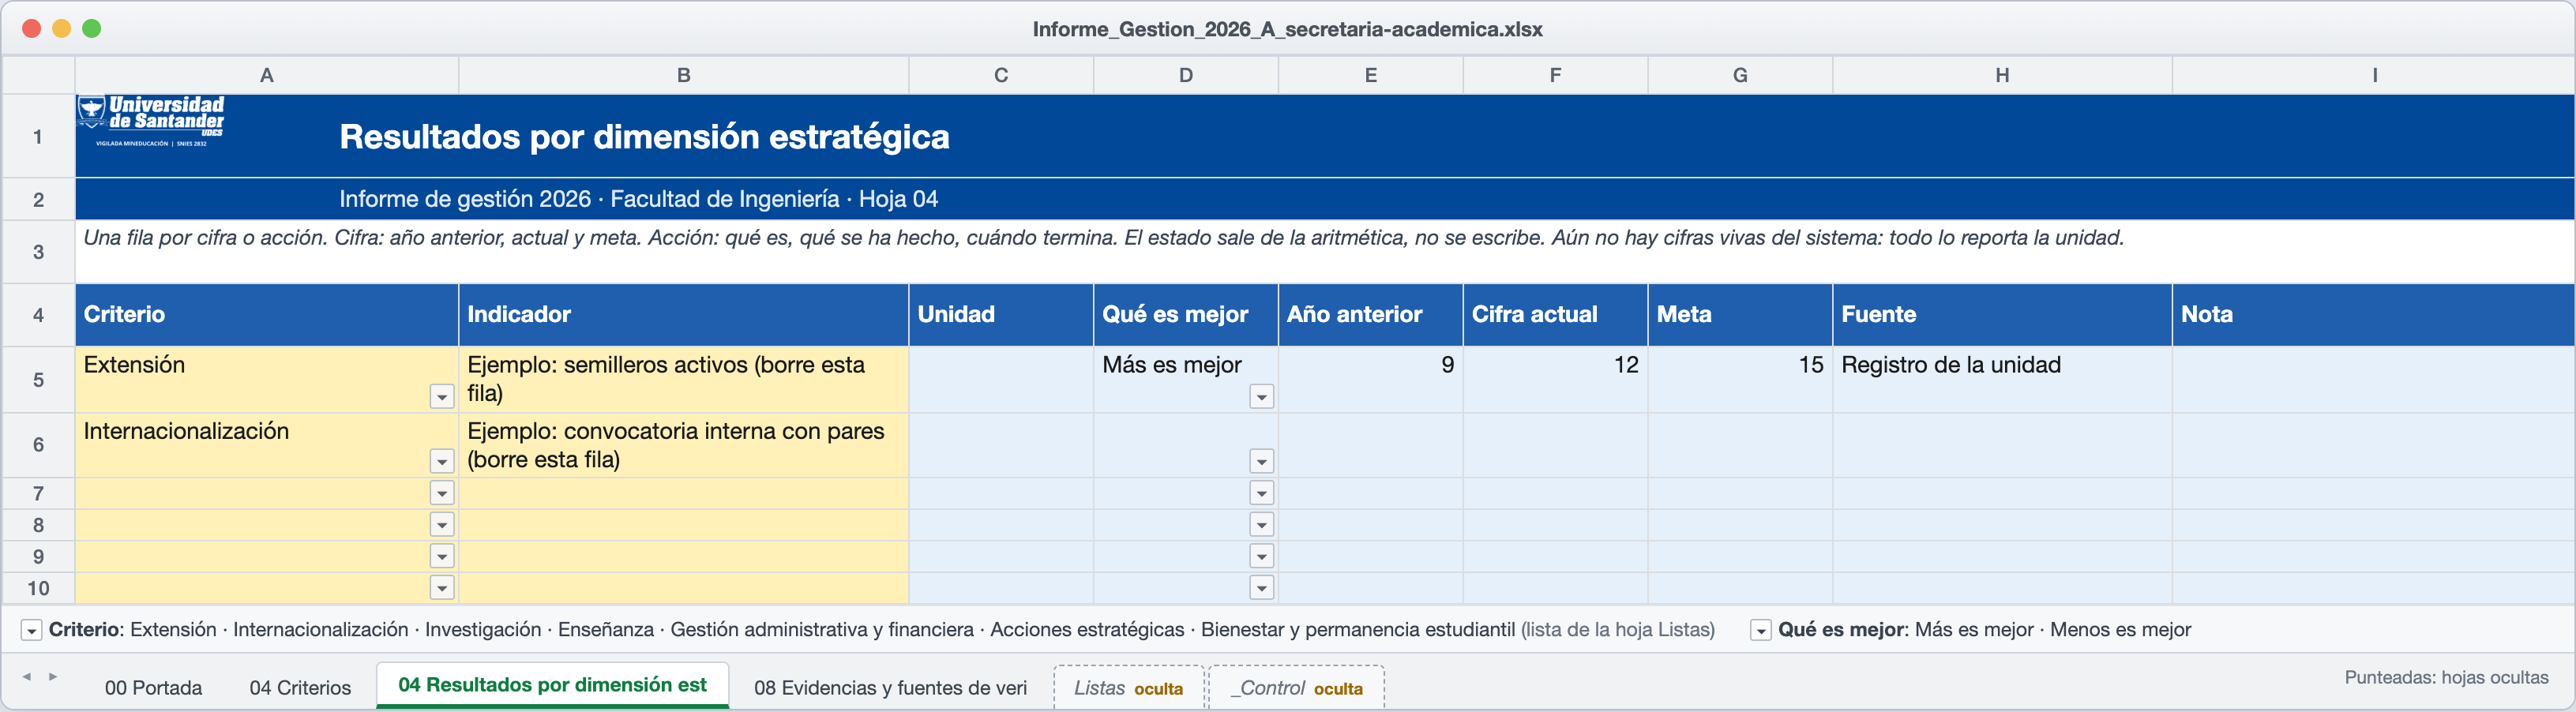 Informe_Gestion_2026_A_secretaria-academica.xlsx
A B C D E F G H I
1
Universidad
de Santander
UDES
VIGILADA MINEDUCACIÓN | SNIES 2832
Resultados por dimensión estratégica
2 Informe de gestión 2026 · Facultad de Ingeniería · Hoja 04
3 Una fila por cifra o acción. Cifra: año anterior, actual y meta. Acción: qué es, qué se ha hecho, cuándo termina. El estado sale de la aritmética, no se escribe. Aún no hay cifras vivas del sistema: todo lo reporta la unidad.
4 Criterio Indicador Unidad Qué es mejor Año anterior Cifra actual Meta Fuente Nota
5 Extensión Ejemplo: semilleros activos (borre esta Más es mejor 9 12 15 Registro de la unidad
fila)
6 Internacionalización Ejemplo: convocatoria interna con pares
(borre esta fila)
7
8
9
10
Criterio: Extensión · Internacionalización · Investigación · Enseñanza · Gestión administrativa y financiera · Acciones estratégicas · Bienestar y permanencia estudiantil (lista de la hoja Listas) Qué es mejor: Más es mejor · Menos es mejor
00 Portada 04 Criterios 04 Resultados por dimensión est 08 Evidencias y fuentes de veri Listas oculta _Control oculta Punteadas: hojas ocultas